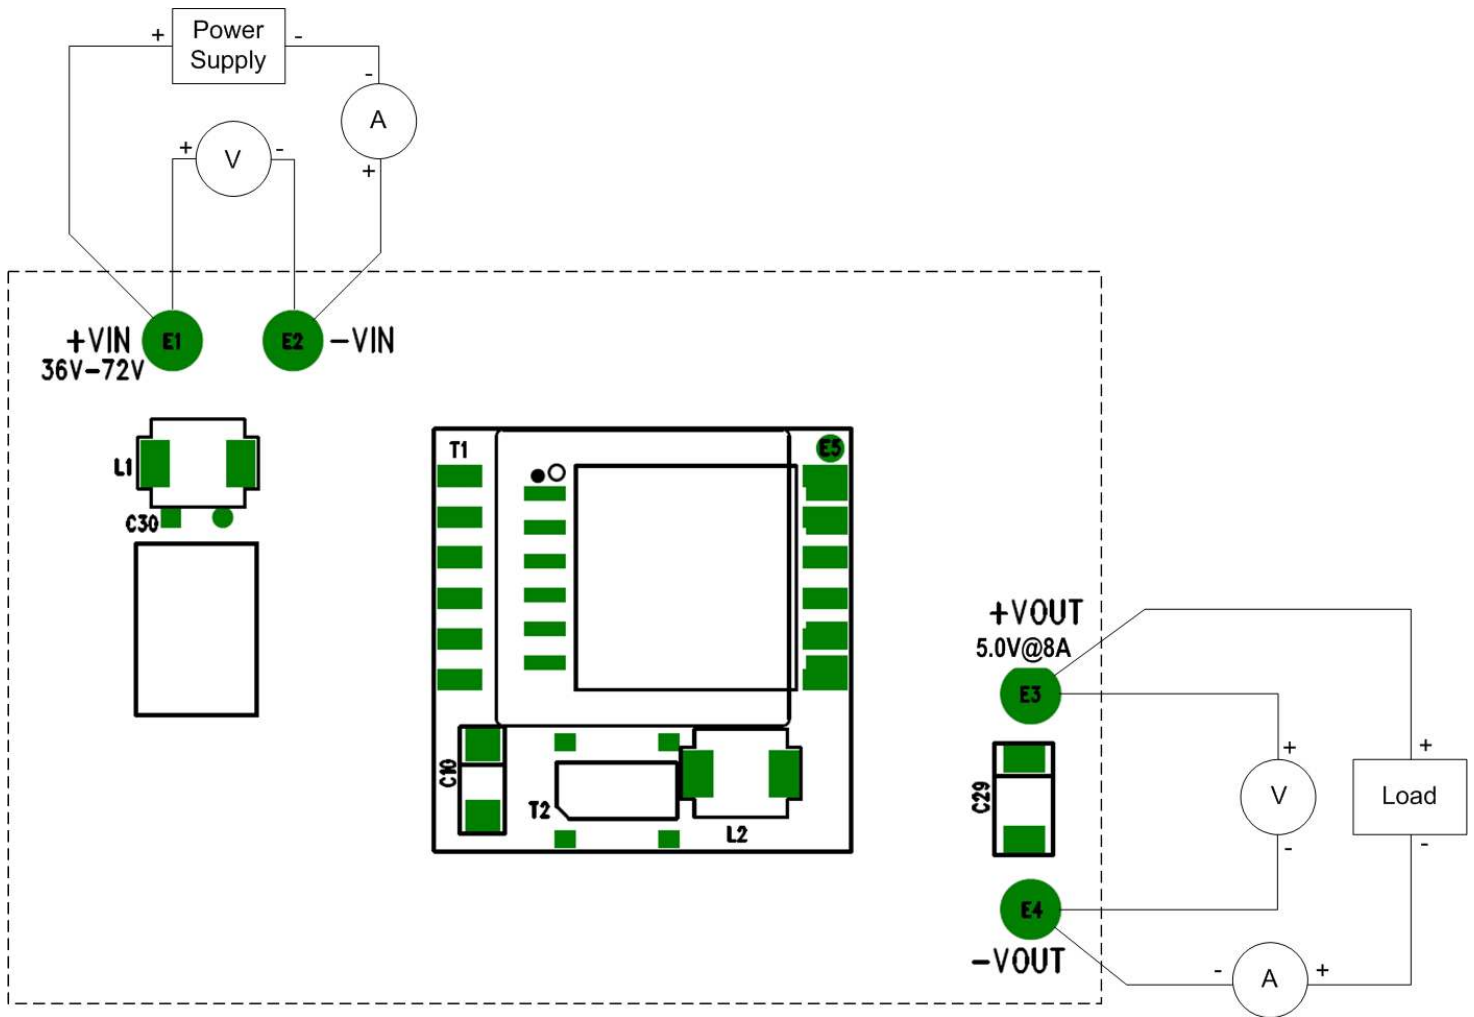 + Power Supply -
-
A
+
+ V -
+VIN E1 E2 -VIN
36V-72V
T1 E5
L1
C30
+VOUT
5.0V@8A
E3
+ +
C10 C29 V Load
T2
L2
- -
E4
-VOUT
- A +